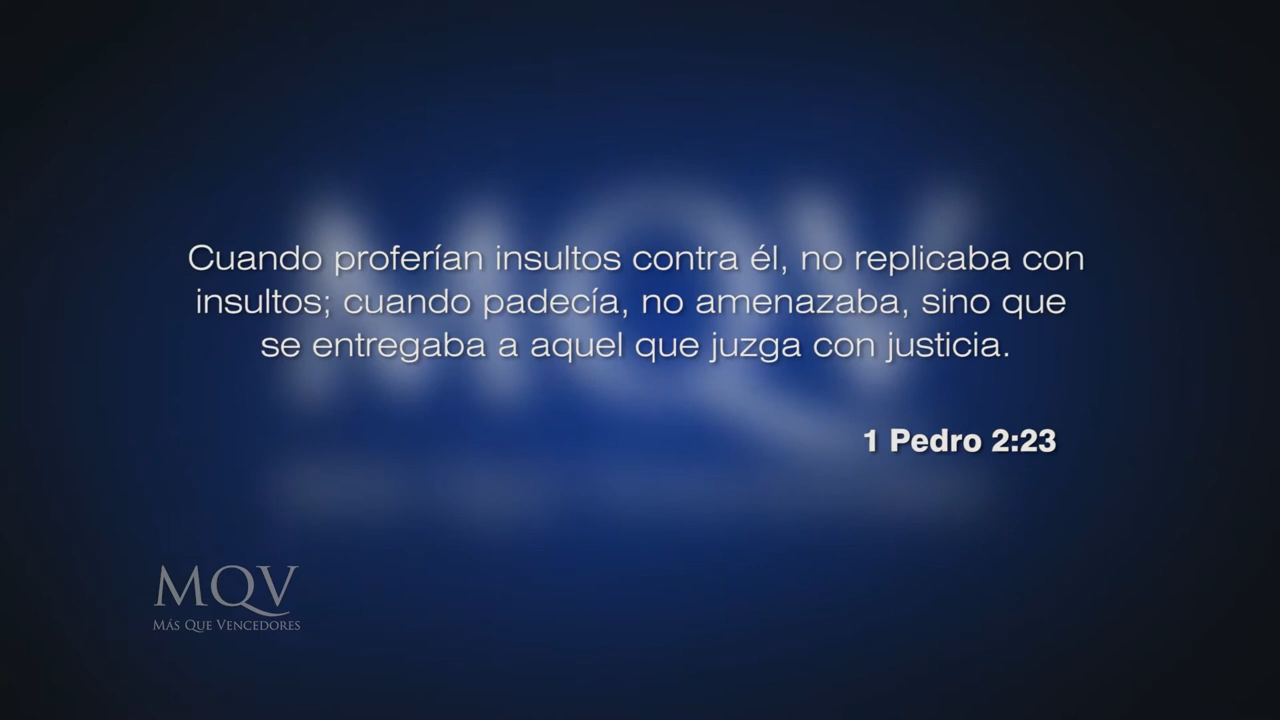 Cuando proferían insultos contra él, no replicaba con
insultos; cuando padecía, no amenazaba, sino que
se entregaba a aquel que juzga con justicia.
1 Pedro 2:23
MQV
MÁS QUE VENCEDORES